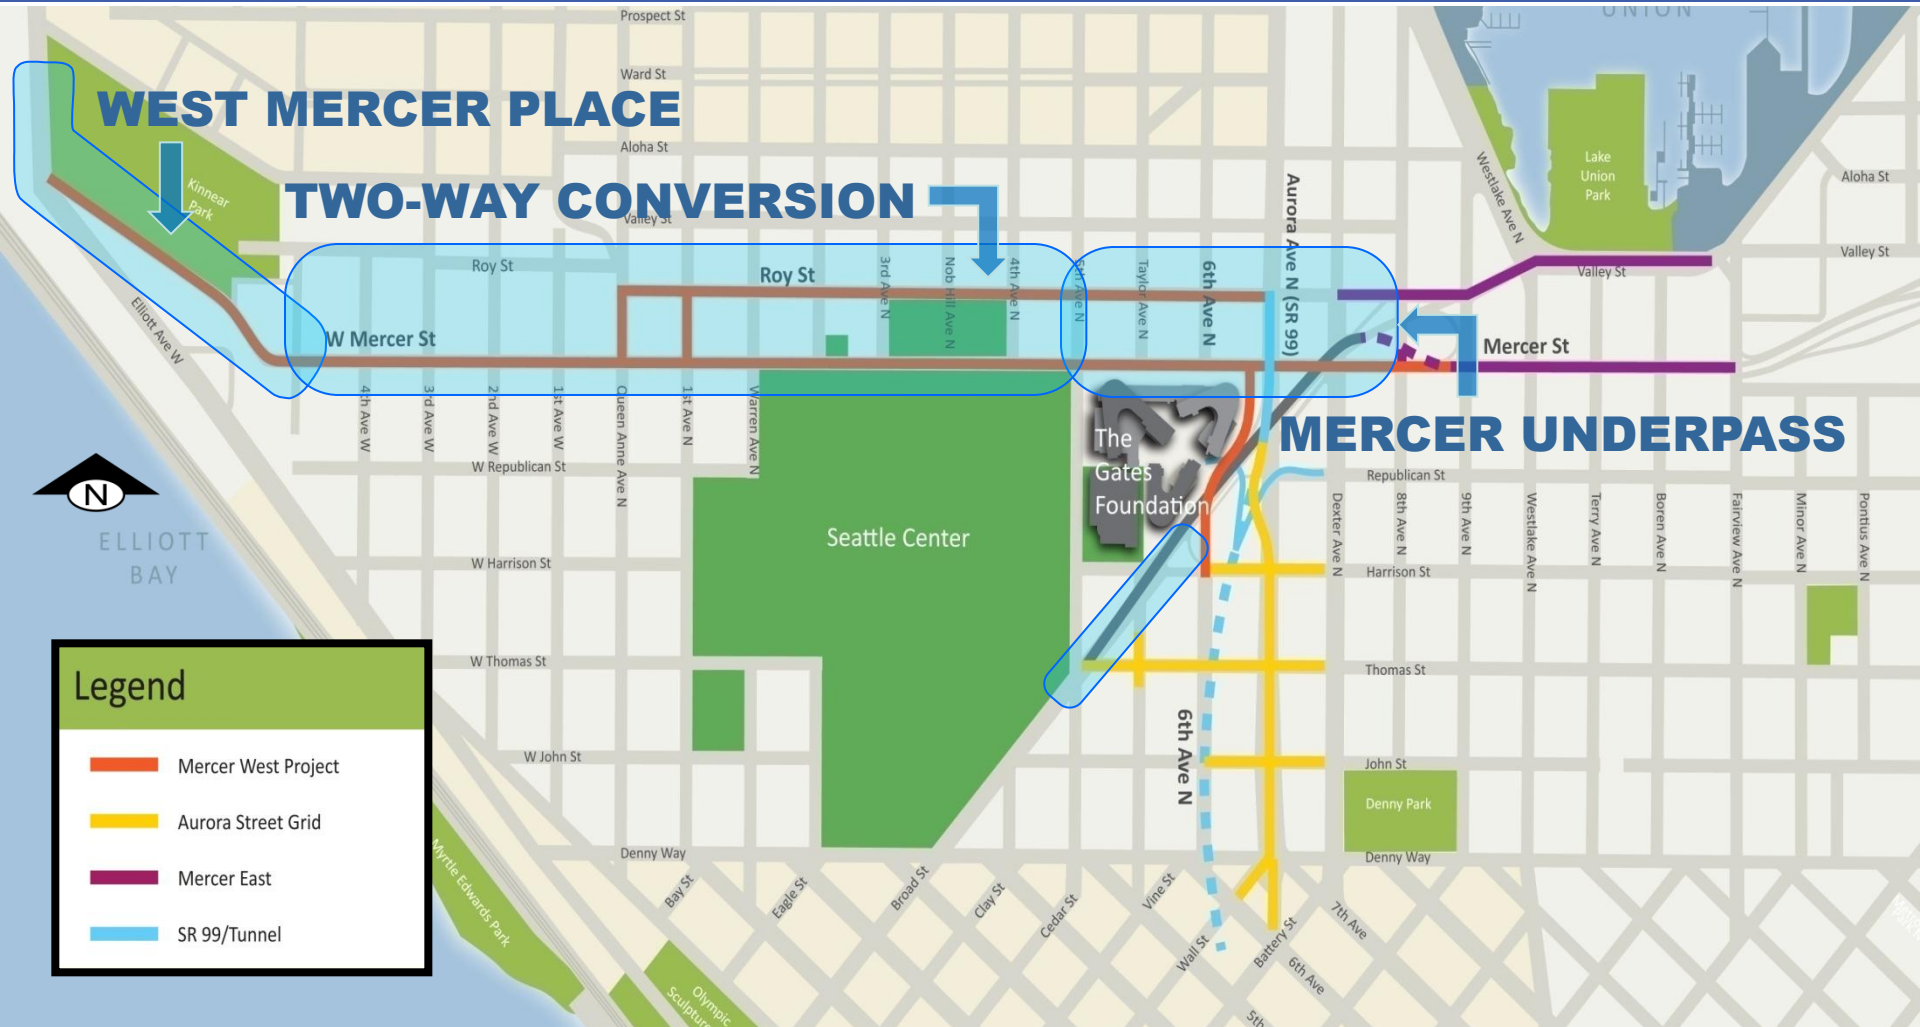 UNION
Prospect St
Ward St
WEST MERCER PLACE
Aloha St
Kinnear
Park
TWO-WAY CONVERSION
Valley St
Westlake Ave N
Lake
Union
Park
Aloha St
Valley St
Valley St
Roy St
Roy St
3rd Ave N
Nob Hill Ave N
4th Ave N
5th Ave N
Taylor Ave N
6th Ave N
Aurora Ave N (SR 99)
Elliott Ave W
W Mercer St
Mercer St
MERCER UNDERPASS
4th Ave W
3rd Ave W
2nd Ave W
1st Ave W
Queen Anne Ave N
1st Ave N
Warren Ave N
The
Gates
Foundation
W Republican St
Republican St
N
ELLIOTT
BAY
Seattle Center
Dexter Ave N
8th Ave N
9th Ave N
Westlake Ave N
Terry Ave N
Boren Ave N
Fairview Ave N
Minor Ave N
Pontius Ave N
W Harrison St
Harrison St
W Thomas St
Thomas St
6th Ave N
W John St
John St
Denny Park
Denny Way
Denny Way
Legend
Mercer West Project
Aurora Street Grid
Mercer East
SR 99/Tunnel
Myrtle Edwards Park
Bay St
Eagle St
Broad St
Clay St
Cedar St
Vine St
Wall St
Battery St
7th Ave
6th Ave
5th
Olympic
Sculpture